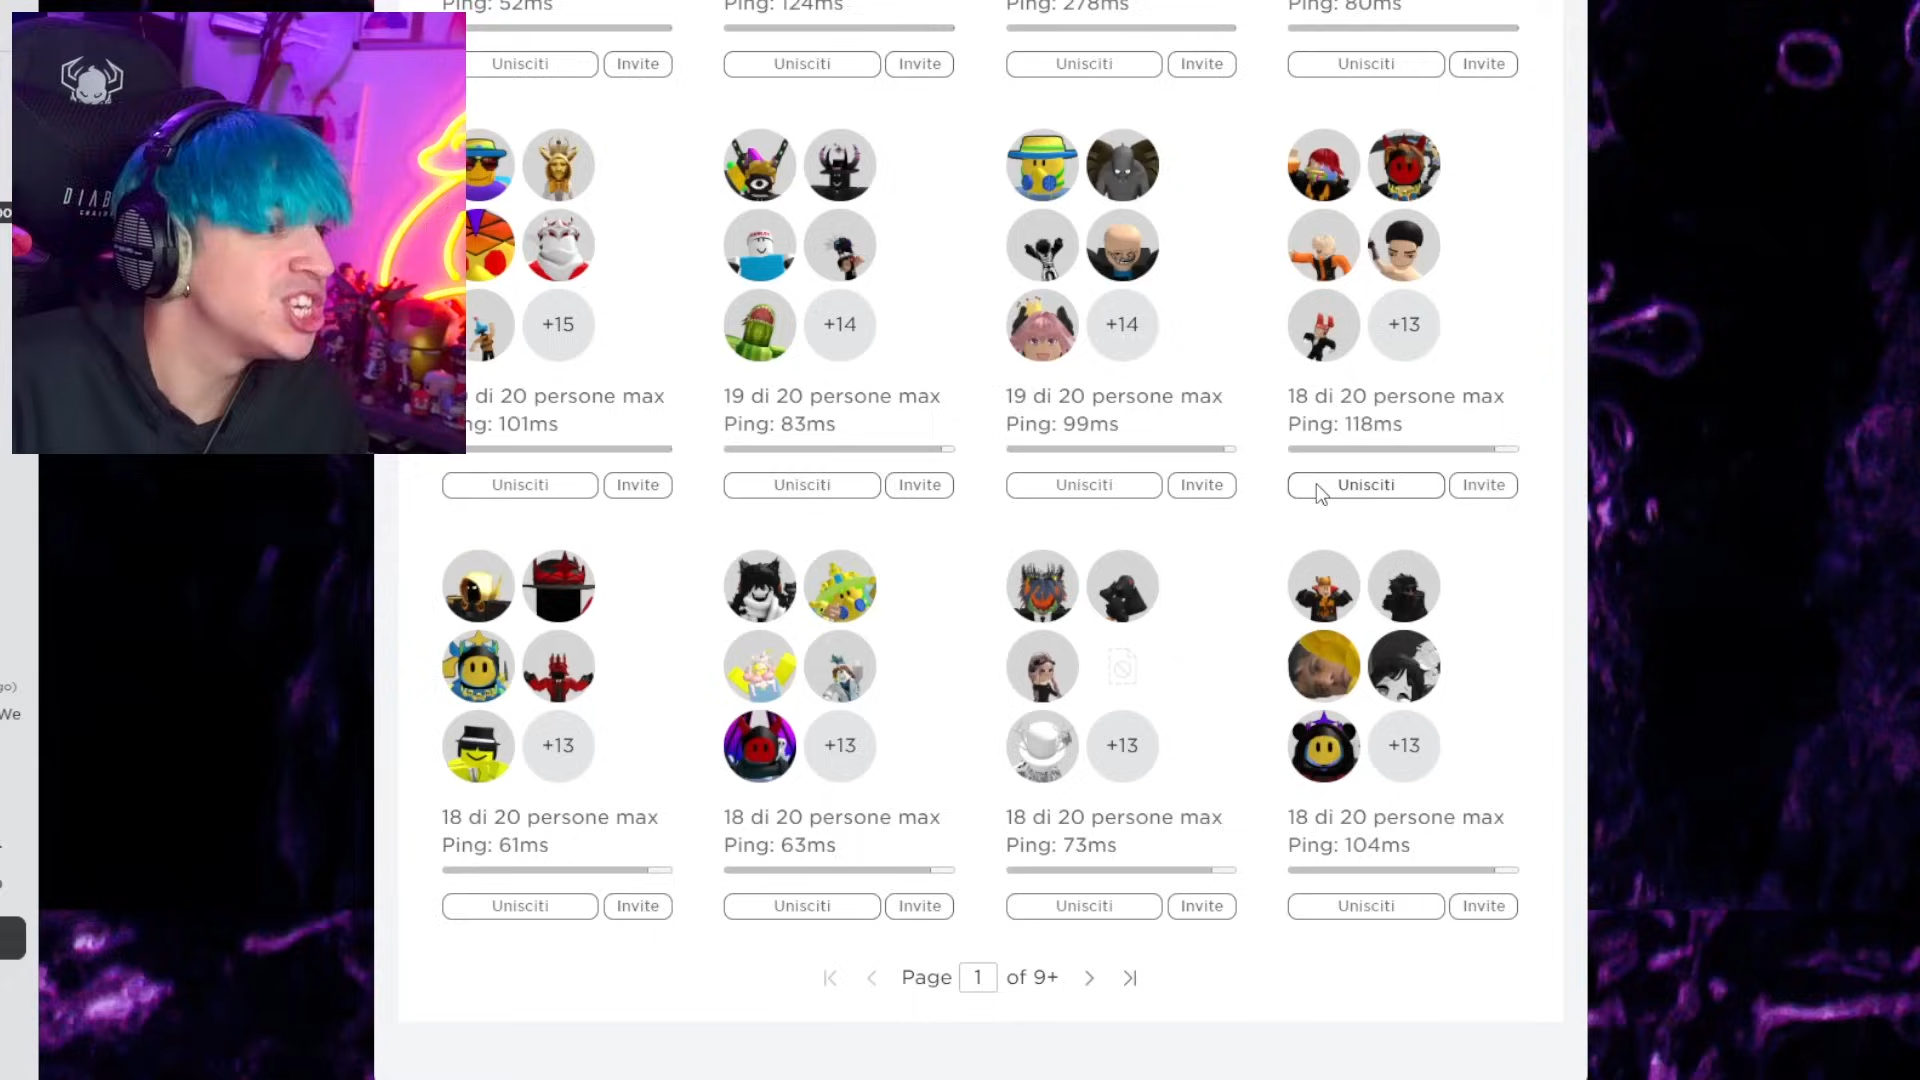 Ping: 52ms
Ping: 124ms
Ping: 278ms
Ping: 80ms
Unisciti Invite
Unisciti Invite
Unisciti Invite
Unisciti Invite
+15
+14
+14
+13
di 20 persone max
19 di 20 persone max
19 di 20 persone max
18 di 20 persone max
ng: 101ms
Ping: 83ms
Ping: 99ms
Ping: 118ms
Unisciti Invite
Unisciti Invite
Unisciti Invite
Unisciti Invite
go)
We
+13
+13
+13
+13
18 di 20 persone max
18 di 20 persone max
18 di 20 persone max
18 di 20 persone max
Ping: 61ms
Ping: 63ms
Ping: 73ms
Ping: 104ms
Unisciti Invite
Unisciti Invite
Unisciti Invite
Unisciti Invite
Page 1 of 9+